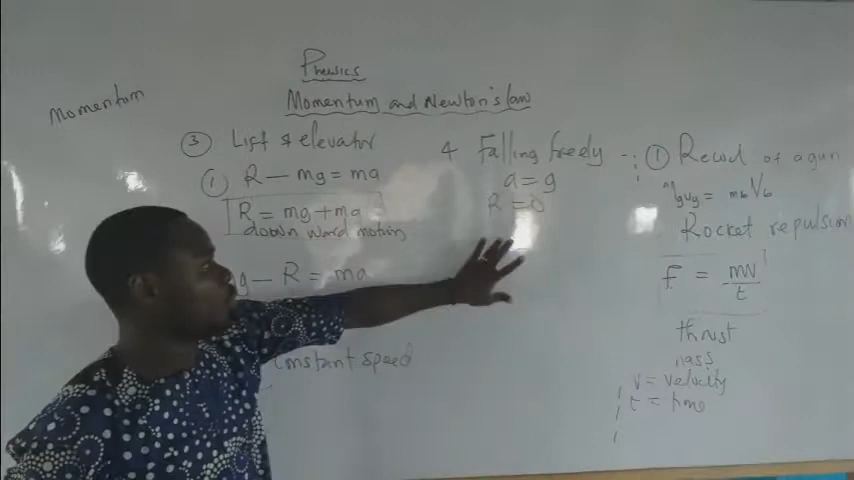 Physics
Momentum and Newton's law
Momentum
③ List & elevator
① R - mg = ma
R = mg + ma
down ward motion
g - R = ma
Constant speed
4 Falling freely
a = g
R = 0
① Recoil of a gun
Rocket repulsion
F = mv/t
thrust
mass
v = velocity
t = time